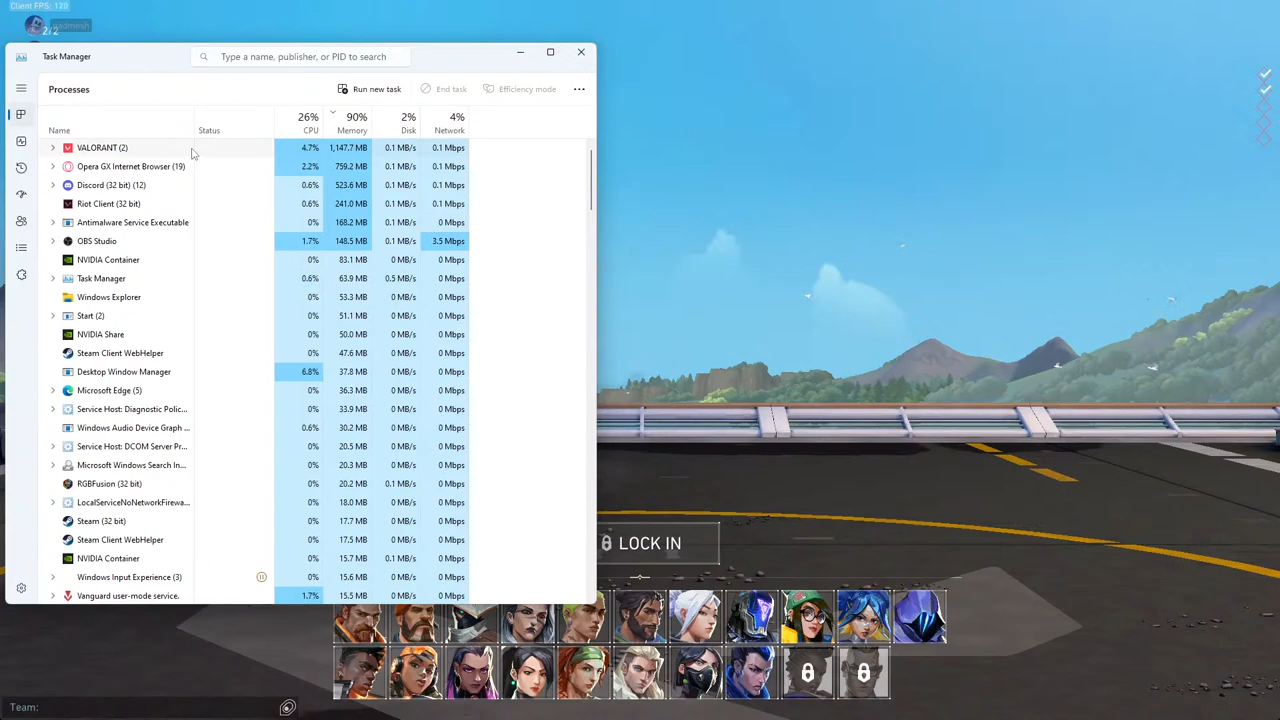 Client FPS: 120
2/2
Task Manager
Type a name, publisher, or PID to search
Processes
Run new task
End task
Efficiency mode
26% 90% 2% 4%
Name Status CPU Memory Disk Network
VALORANT (2) 4.7% 1,147.7 MB 0.1 MB/s 0.1 Mbps
Opera GX Internet Browser (19) 2.2% 759.2 MB 0.1 MB/s 0.1 Mbps
Discord (32 bit) (12) 0.6% 523.6 MB 0.1 MB/s 0.1 Mbps
Riot Client (32 bit) 0.6% 241.0 MB 0.1 MB/s 0.1 Mbps
Antimalware Service Executable 0% 168.2 MB 0.1 MB/s 0 Mbps
OBS Studio 1.7% 148.5 MB 0.1 MB/s 3.5 Mbps
NVIDIA Container 0% 83.1 MB 0 MB/s 0 Mbps
Task Manager 0.6% 63.9 MB 0.5 MB/s 0 Mbps
Windows Explorer 0% 53.3 MB 0 MB/s 0 Mbps
Start (2) 0% 51.1 MB 0 MB/s 0 Mbps
NVIDIA Share 0% 50.0 MB 0 MB/s 0 Mbps
Steam Client WebHelper 0% 47.6 MB 0 MB/s 0 Mbps
Desktop Window Manager 6.8% 37.8 MB 0 MB/s 0 Mbps
Microsoft Edge (5) 0% 36.3 MB 0 MB/s 0 Mbps
Service Host: Diagnostic Polic... 0% 33.9 MB 0 MB/s 0 Mbps
Windows Audio Device Graph ... 0.6% 30.2 MB 0 MB/s 0 Mbps
Service Host: DCOM Server Pr... 0% 20.5 MB 0 MB/s 0 Mbps
Microsoft Windows Search In... 0% 20.3 MB 0 MB/s 0 Mbps
RGBFusion (32 bit) 0% 20.2 MB 0.1 MB/s 0 Mbps
LocalServiceNoNetworkFirewa... 0% 18.0 MB 0 MB/s 0 Mbps
Steam (32 bit) 0% 17.7 MB 0 MB/s 0 Mbps
Steam Client WebHelper 0% 17.5 MB 0 MB/s 0 Mbps
NVIDIA Container 0% 15.7 MB 0.1 MB/s 0 Mbps
Windows Input Experience (3) 0% 15.6 MB 0 MB/s 0 Mbps
Vanguard user-mode service. 1.7% 15.5 MB 0 MB/s 0 Mbps
LOCK IN
Team: